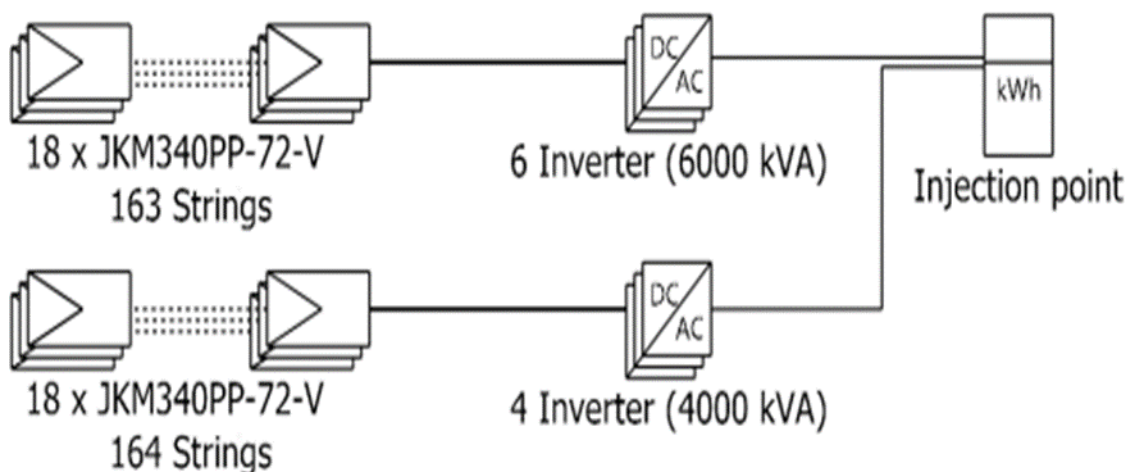 DC
AC
kWh
18 x JKM340PP-72-V
163 Strings
6 Inverter (6000 kVA)
Injection point
DC
AC
18 x JKM340PP-72-V
164 Strings
4 Inverter (4000 kVA)